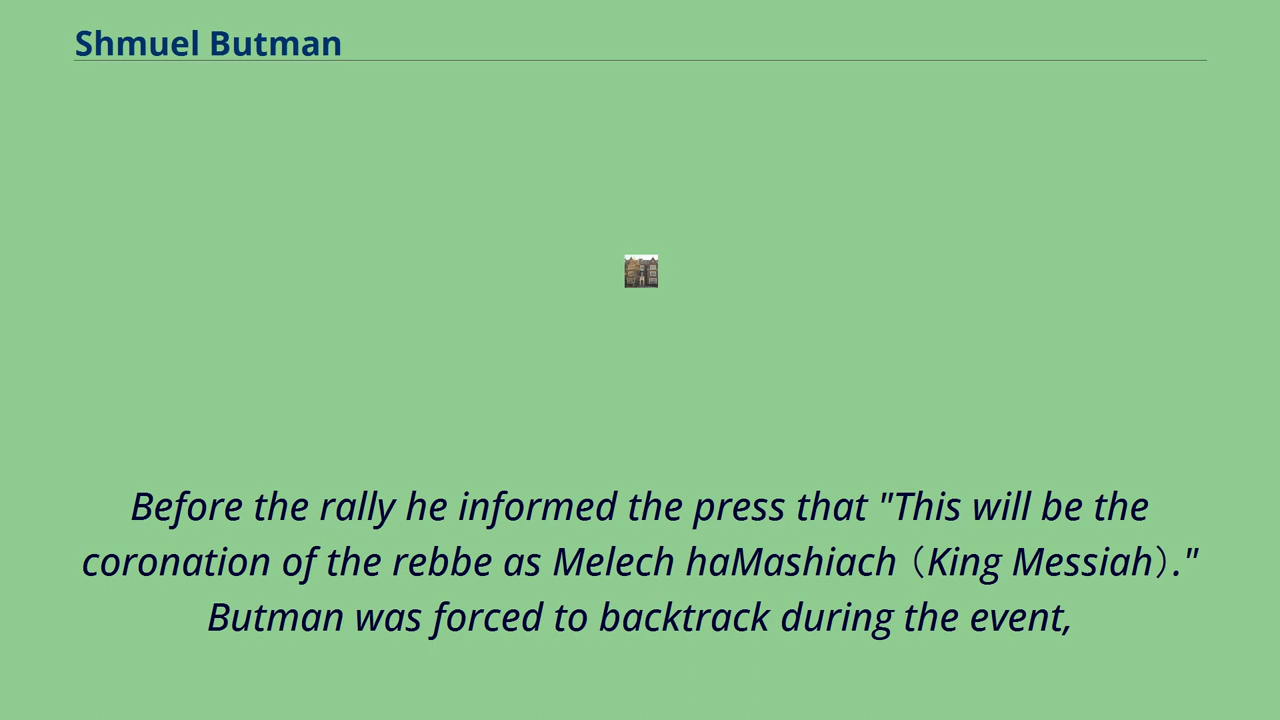 Shmuel Butman
Before the rally he informed the press that "This will be the
coronation of the rebbe as Melech haMashiach（King Messiah）."
Butman was forced to backtrack during the event,